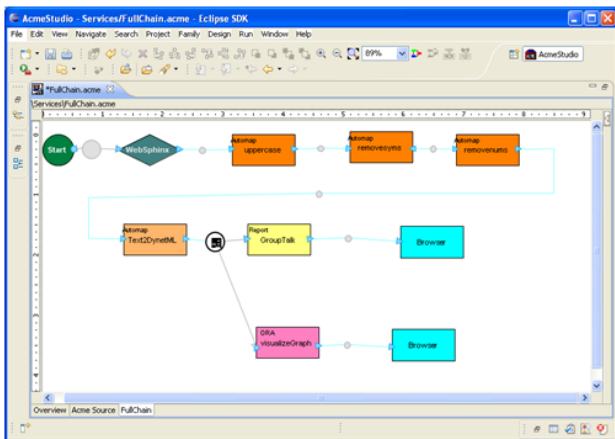 AcmeStudio - Services/FullChain.acme - Eclipse SDK
File Edit View Navigate Search Project Family Design Run Window Help
89%
AcmeStudio
*FullChain.acme
\Services\FullChain.acme
Start
WebSphinx
Automap
uppercase
Automap
removesyms
Automap
removenums
Automap
Text2DynetML
Report
GroupTalk
Browser
ORA
visualizeGraph
Browser
Overview Acme Source FullChain